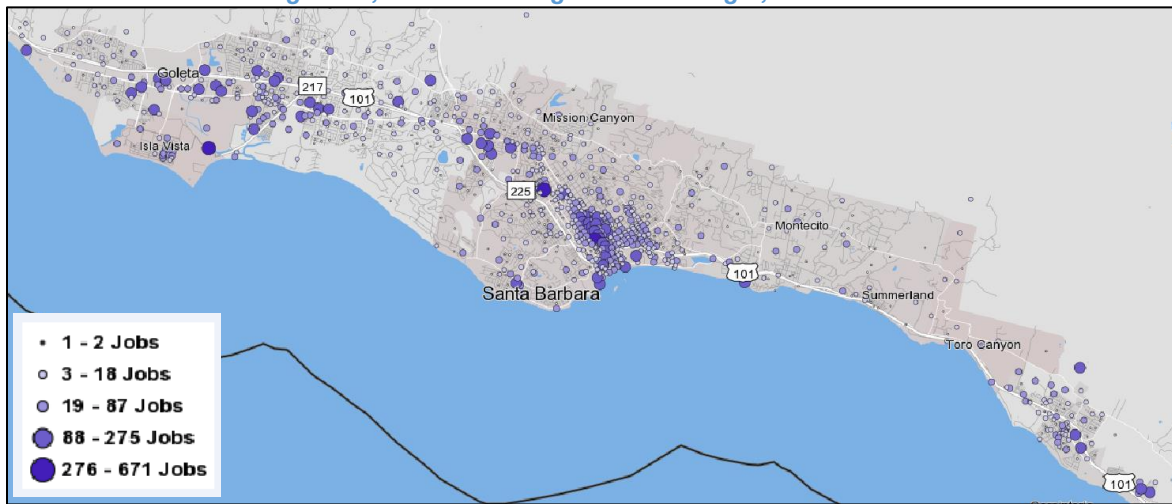 Goleta
217
101
Mission Canyon
Isla Vista
225
Montecito
101
Santa Barbara
Summerland
Toro Canyon
101
1 - 2 Jobs
3 - 18 Jobs
19 - 87 Jobs
88 - 275 Jobs
276 - 671 Jobs